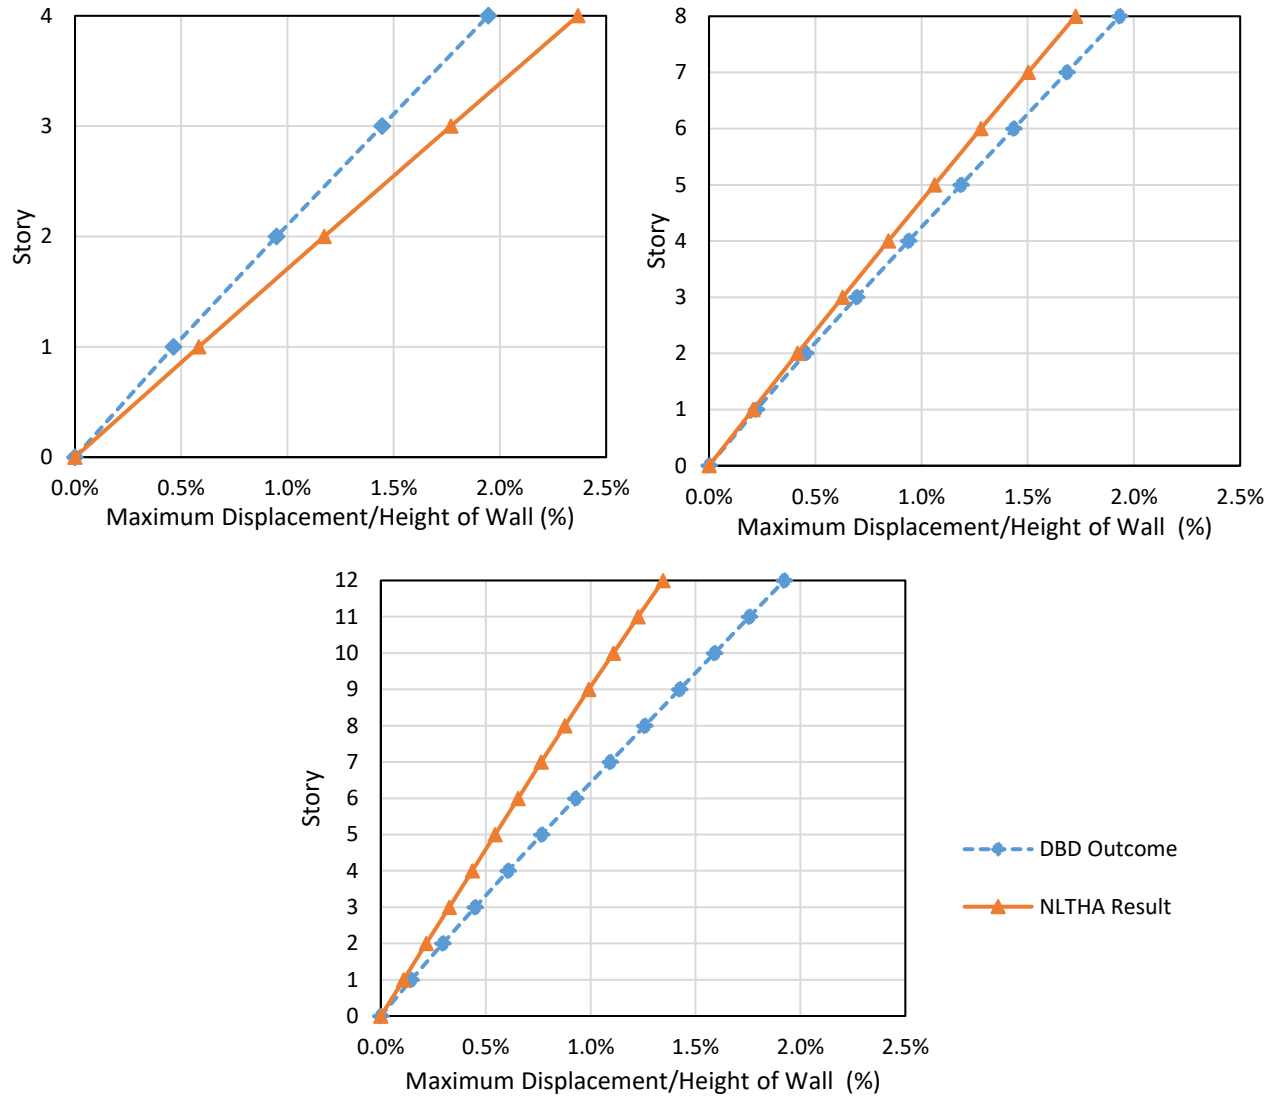 4
3
2
1
0
Story
0.0% 0.5% 1.0% 1.5% 2.0% 2.5%
Maximum Displacement/Height of Wall (%)
8
7
6
5
4
3
2
1
0
Story
0.0% 0.5% 1.0% 1.5% 2.0% 2.5%
Maximum Displacement/Height of Wall (%)
12
11
10
9
8
7
6
5
4
3
2
1
0
Story
0.0% 0.5% 1.0% 1.5% 2.0% 2.5%
Maximum Displacement/Height of Wall (%)
DBD Outcome
NLTHA Result